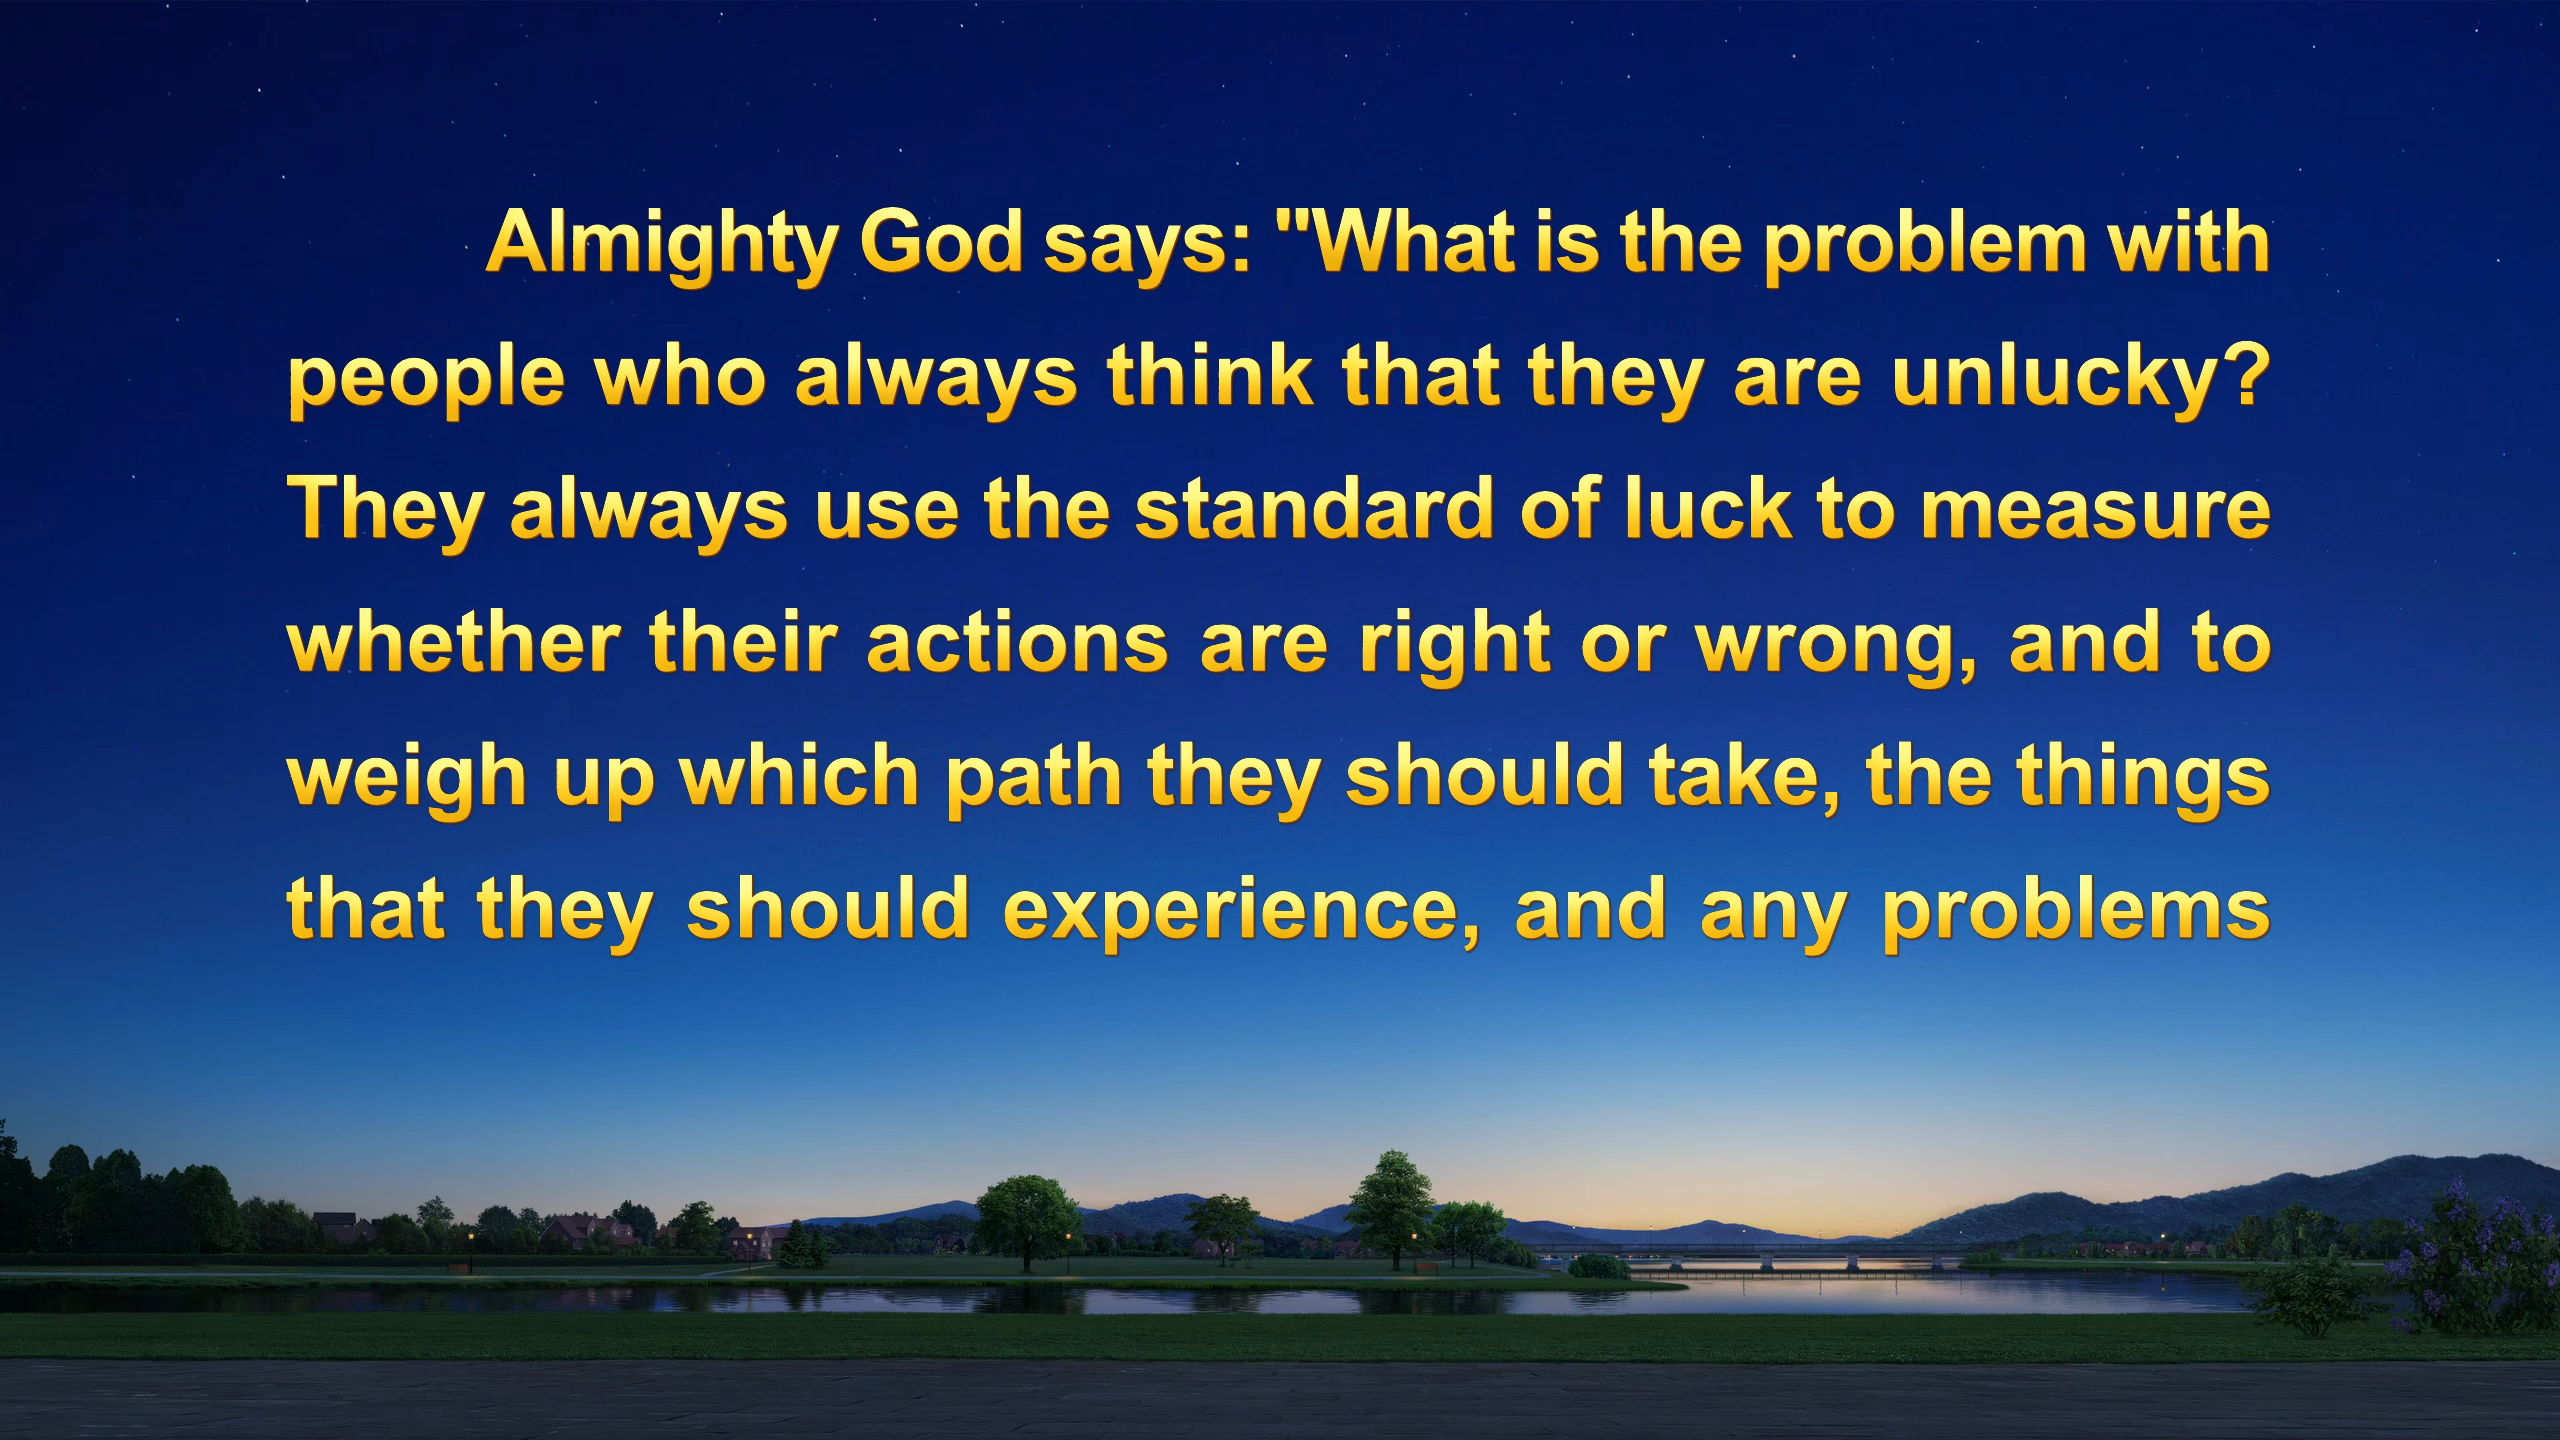 Almighty God says: "What is the problem with
people who always think that they are unlucky?
They always use the standard of luck to measure
whether their actions are right or wrong, and to
weigh up which path they should take, the things
that they should experience, and any problems